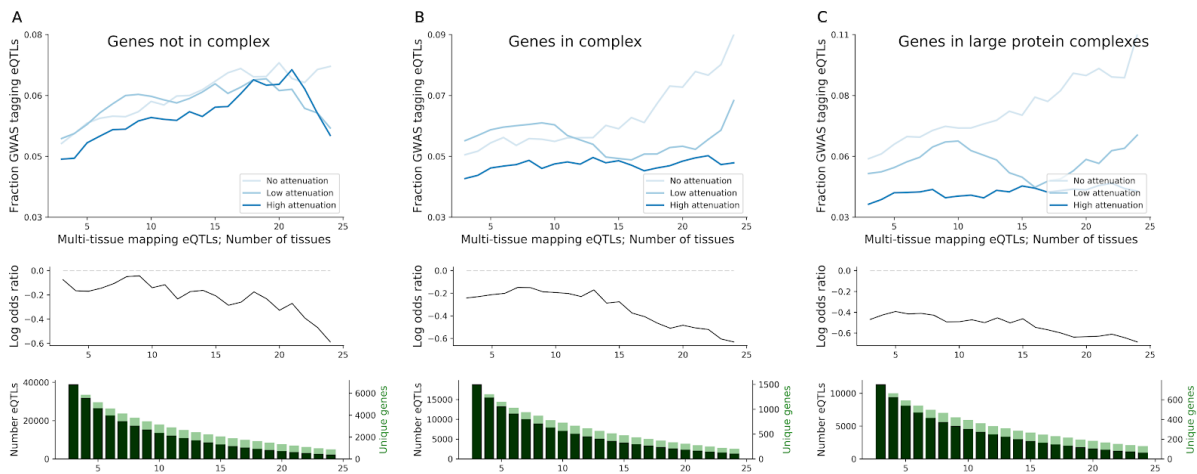 A
Genes not in complex
Fraction GWAS tagging eQTLs
0.08
0.06
0.05
0.03
No attenuation
Low attenuation
High attenuation
5 10 15 20 25
Multi-tissue mapping eQTLs; Number of tissues
Log odds ratio
0.0
−0.2
−0.4
−0.6
5 10 15 20 25
Number eQTLs
40000
20000
0
5 10 15 20 25
6000
4000
2000
0
Unique genes
B
Genes in complex
Fraction GWAS tagging eQTLs
0.09
0.07
0.05
0.03
No attenuation
Low attenuation
High attenuation
5 10 15 20 25
Multi-tissue mapping eQTLs; Number of tissues
Log odds ratio
0.0
−0.2
−0.4
−0.6
5 10 15 20 25
Number eQTLs
15000
10000
5000
0
5 10 15 20 25
1500
1000
500
0
Unique genes
C
Genes in large protein complexes
Fraction GWAS tagging eQTLs
0.11
0.08
0.06
0.03
No attenuation
Low attenuation
High attenuation
5 10 15 20 25
Multi-tissue mapping eQTLs; Number of tissues
Log odds ratio
0.0
−0.2
−0.4
−0.6
5 10 15 20 25
Number eQTLs
10000
5000
0
5 10 15 20 25
600
400
200
0
Unique genes